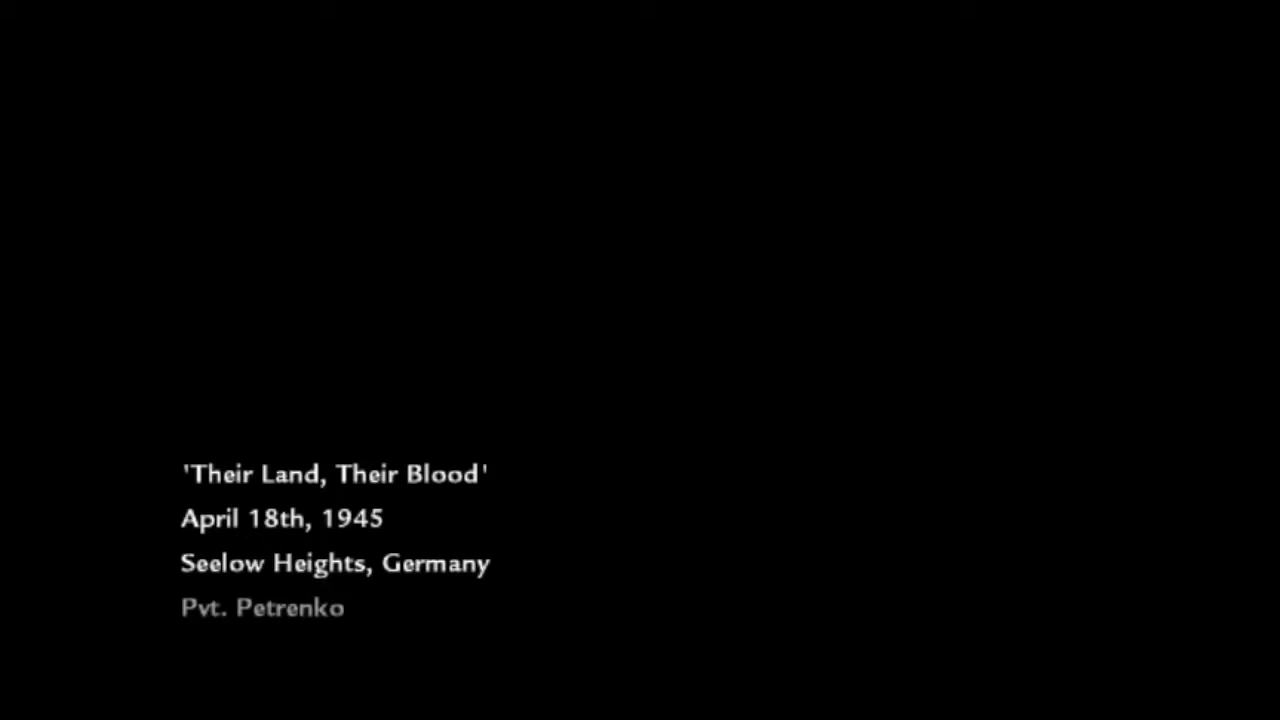 'Their Land, Their Blood'
April 18th, 1945
Seelow Heights, Germany
Pvt. Petrenko